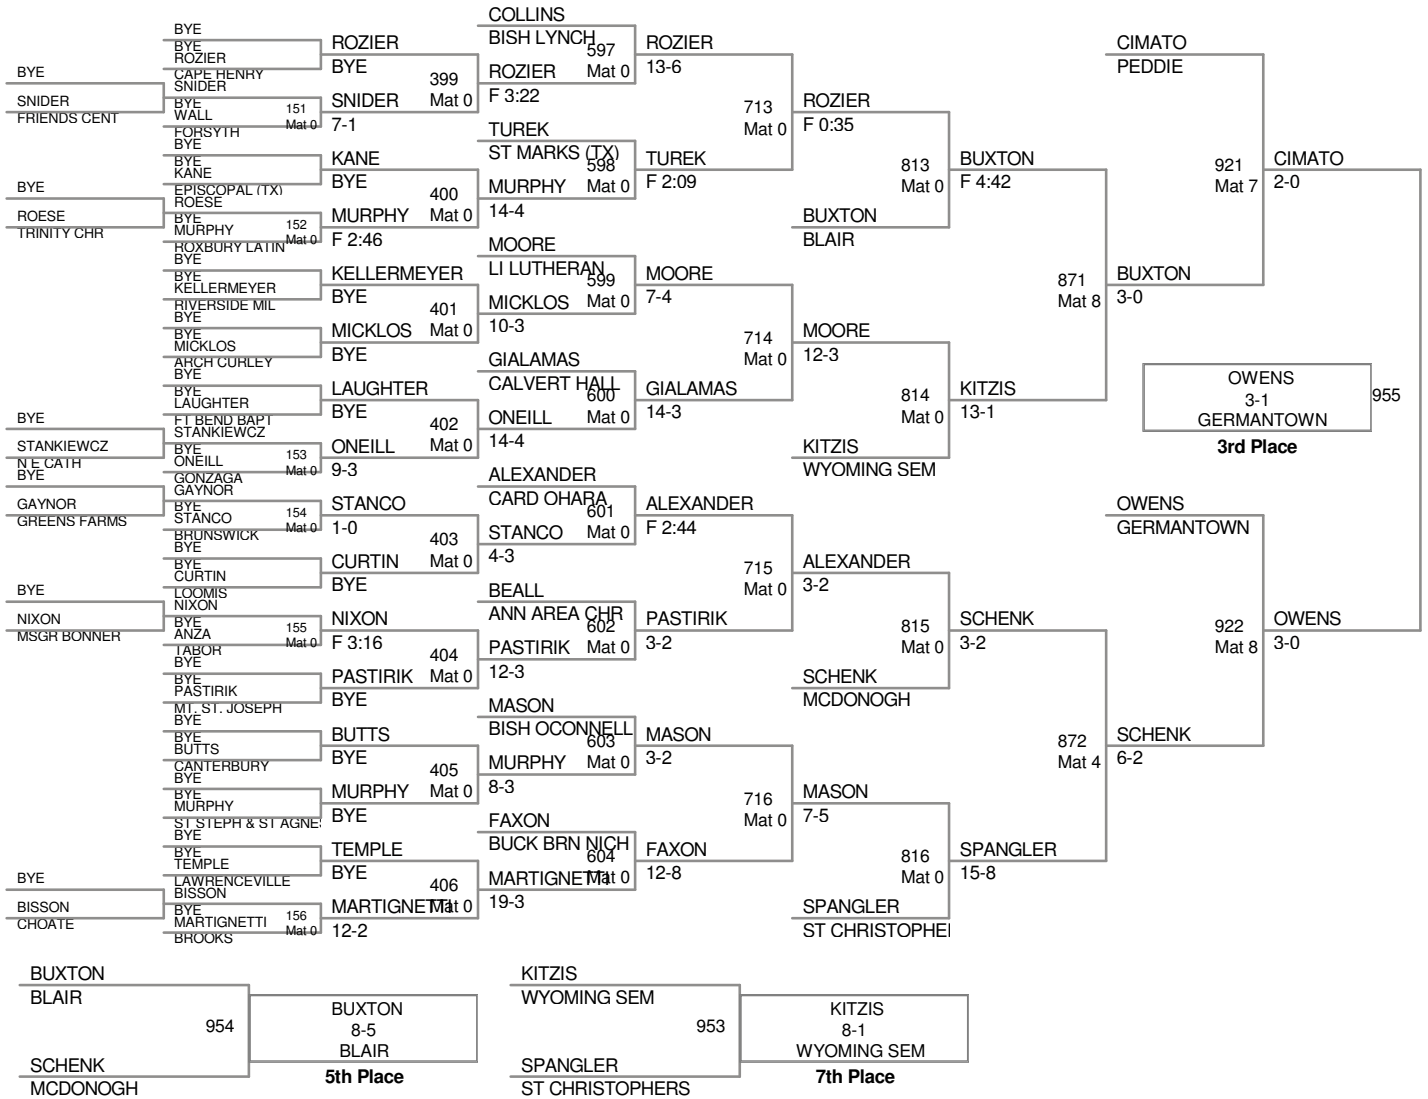 BYE
SNIDER
FRIENDS CENT
BYE
ROESE
TRINITY CHR
BYE
STANKIEWCZ
N E CATH
BYE
GAYNOR
GREENS FARMS
BYE
NIXON
MSGR BONNER
BYE
BISSON
CHOATE
BYE
BYE
ROZIER
CAPE HENRY
SNIDER
BYE
WALL
FORSYTH
151
Mat 0
BYE
BYE
KANE
EPISCOPAL (TX)
ROESE
BYE
MURPHY
ROXBURY LATIN
152
Mat 0
BYE
BYE
KELLERMEYER
RIVERSIDE MIL
BYE
BYE
MICKLOS
ARCH CURLEY
BYE
BYE
LAUGHTER
FT BEND BAPT
STANKIEWCZ
BYE
ONEILL
GONZAGA
153
Mat 0
GAYNOR
BYE
STANCO
BRUNSWICK
154
Mat 0
BYE
BYE
CURTIN
LOOMIS
NIXON
BYE
ANZA
TABOR
155
Mat 0
BYE
BYE
PASTIRIK
MT. ST. JOSEPH
BYE
BYE
BUTTS
CANTERBURY
BYE
BYE
MURPHY
ST STEPH & ST AGNE
BYE
BYE
TEMPLE
LAWRENCEVILLE
BISSON
BYE
MARTIGNETTI
BROOKS
156
Mat 0
ROZIER
BYE
399
Mat 0
SNIDER
7-1
KANE
BYE
400
Mat 0
MURPHY
F 2:46
KELLERMEYER
BYE
401
Mat 0
MICKLOS
BYE
LAUGHTER
BYE
402
Mat 0
ONEILL
9-3
STANCO
1-0
403
Mat 0
CURTIN
BYE
NIXON
F 3:16
404
Mat 0
PASTIRIK
BYE
BUTTS
BYE
405
Mat 0
MURPHY
BYE
TEMPLE
BYE
406
Mat 0
MARTIGNETTI
12-2
COLLINS
BISH LYNCH
597
Mat 0
ROZIER
F 3:22
TUREK
ST MARKS (TX)
598
Mat 0
MURPHY
14-4
MOORE
LI LUTHERAN
599
Mat 0
MICKLOS
10-3
GIALAMAS
CALVERT HALL
600
Mat 0
ONEILL
14-4
ALEXANDER
CARD OHARA
601
Mat 0
STANCO
4-3
BEALL
ANN AREA CHR
602
Mat 0
PASTIRIK
12-3
MASON
BISH OCONNELL
603
Mat 0
MURPHY
8-3
FAXON
BUCK BRN NICH
604
Mat 0
MARTIGNETTI
19-3
ROZIER
13-6
713
Mat 0
TUREK
F 2:09
MOORE
7-4
714
Mat 0
GIALAMAS
14-3
ALEXANDER
F 2:44
715
Mat 0
PASTIRIK
3-2
MASON
3-2
716
Mat 0
FAXON
12-8
ROZIER
F 0:35
813
Mat 0
BUXTON
BLAIR
MOORE
12-3
814
Mat 0
KITZIS
WYOMING SEM
ALEXANDER
3-2
815
Mat 0
SCHENK
MCDONOGH
MASON
7-5
816
Mat 0
SPANGLER
ST CHRISTOPHE
BUXTON
F 4:42
871
Mat 8
KITZIS
13-1
SCHENK
3-2
872
Mat 4
SPANGLER
15-8
CIMATO
PEDDIE
921
Mat 7
BUXTON
3-0
OWENS
GERMANTOWN
922
Mat 8
SCHENK
6-2
CIMATO
2-0
OWENS
3-0
955
OWENS
3-1
GERMANTOWN
3rd Place
BUXTON
BLAIR
954
SCHENK
MCDONOGH
BUXTON
8-5
BLAIR
5th Place
KITZIS
WYOMING SEM
953
SPANGLER
ST CHRISTOPHERS
KITZIS
8-1
WYOMING SEM
7th Place